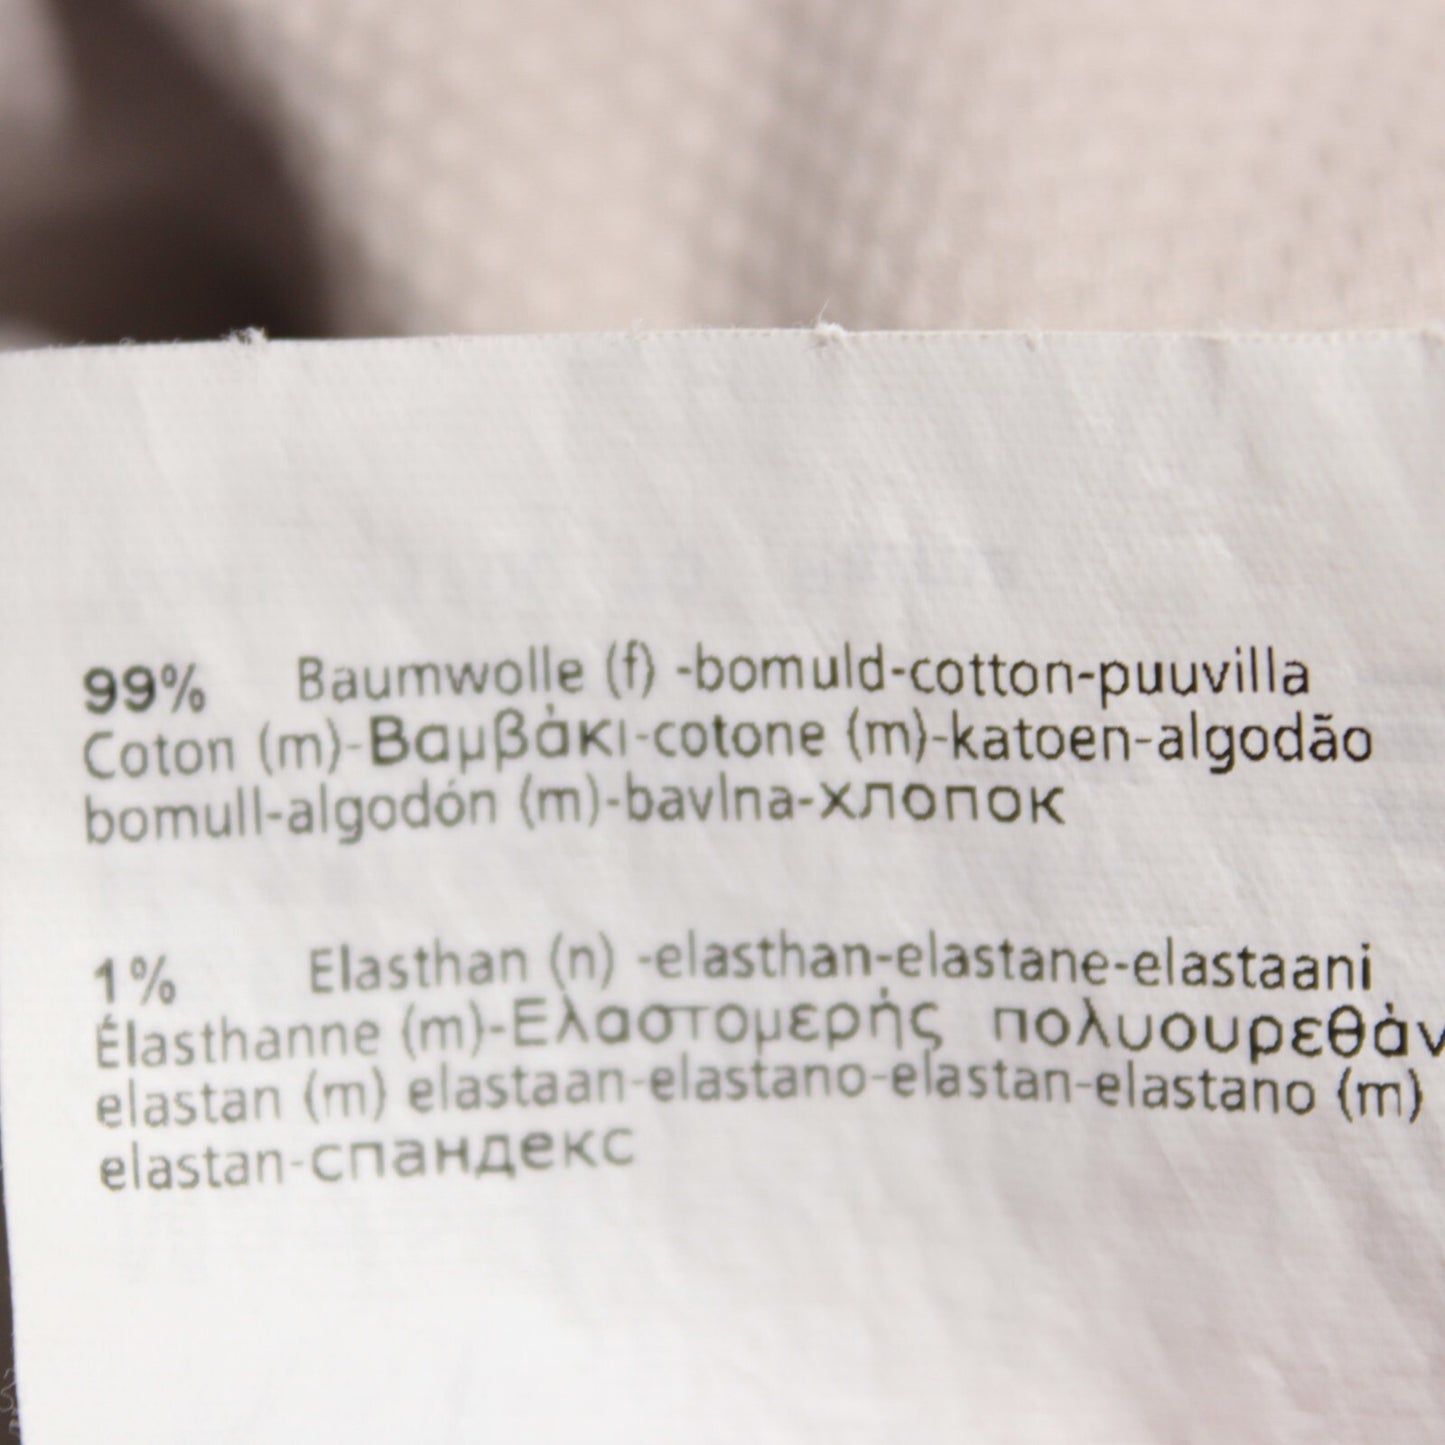 99% Baumwolle (f) -bomuld-cotton-puuvilla
Coton (m)-Βαμβάκι-cotone (m)-katoen-algodão
bomull-algodón (m)-bavlna-хлопок
1% Elasthan (n) -elasthan-elastane-elastaani
Élasthanne (m)-Ελαστομερής πολυουρεθάν
elastan (m) elastaan-elastano-elastan-elastano (m)
elastan-спандекс